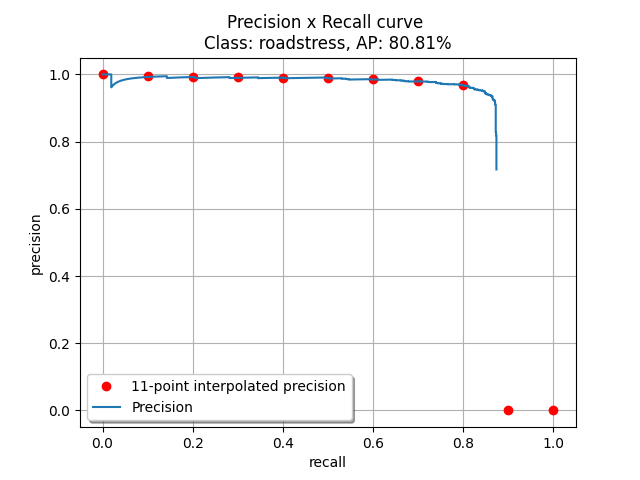 Precision x Recall curve
Class: roadstress, AP: 80.81%
1.0
0.8
0.6
0.4
0.2
0.0
precision
11-point interpolated precision
Precision
0.0 0.2 0.4 0.6 0.8 1.0
recall